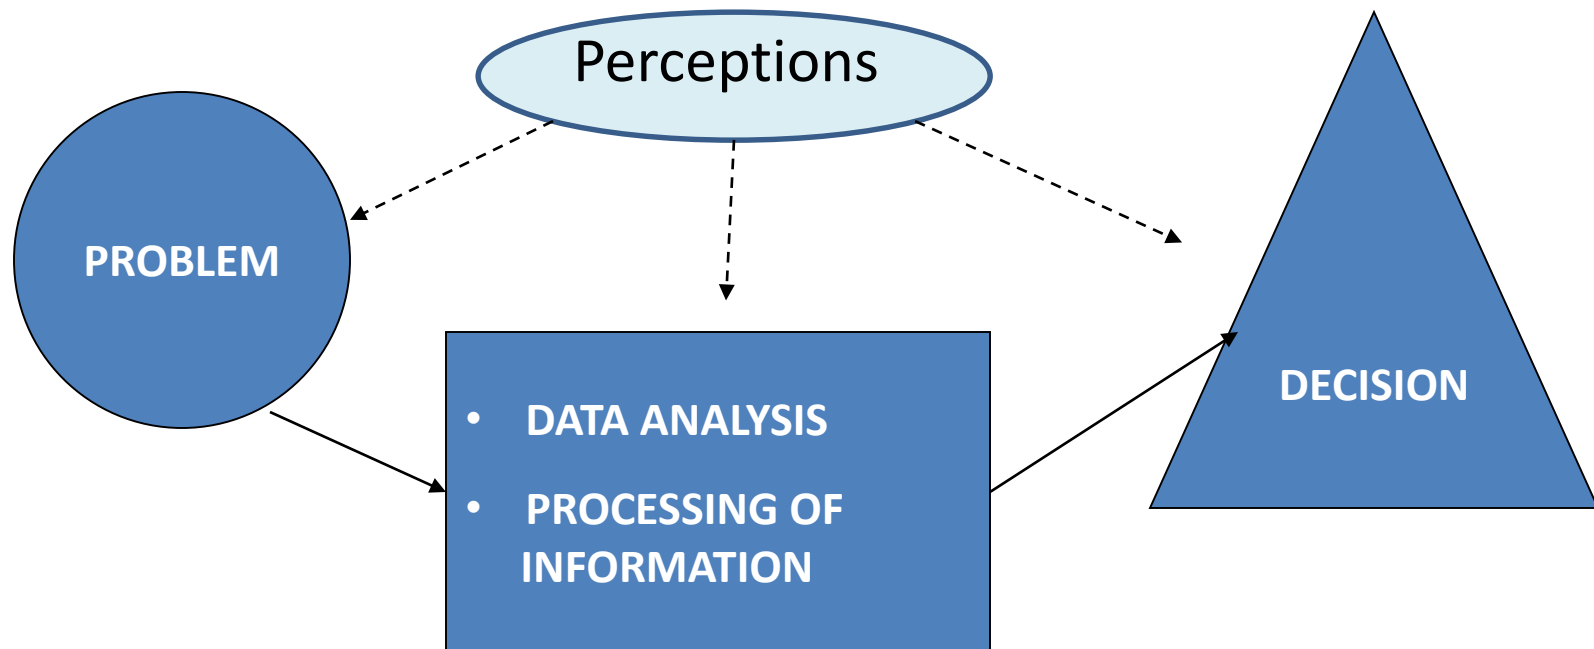 Perceptions
PROBLEM
• DATA ANALYSIS
• PROCESSING OF
INFORMATION
DECISION